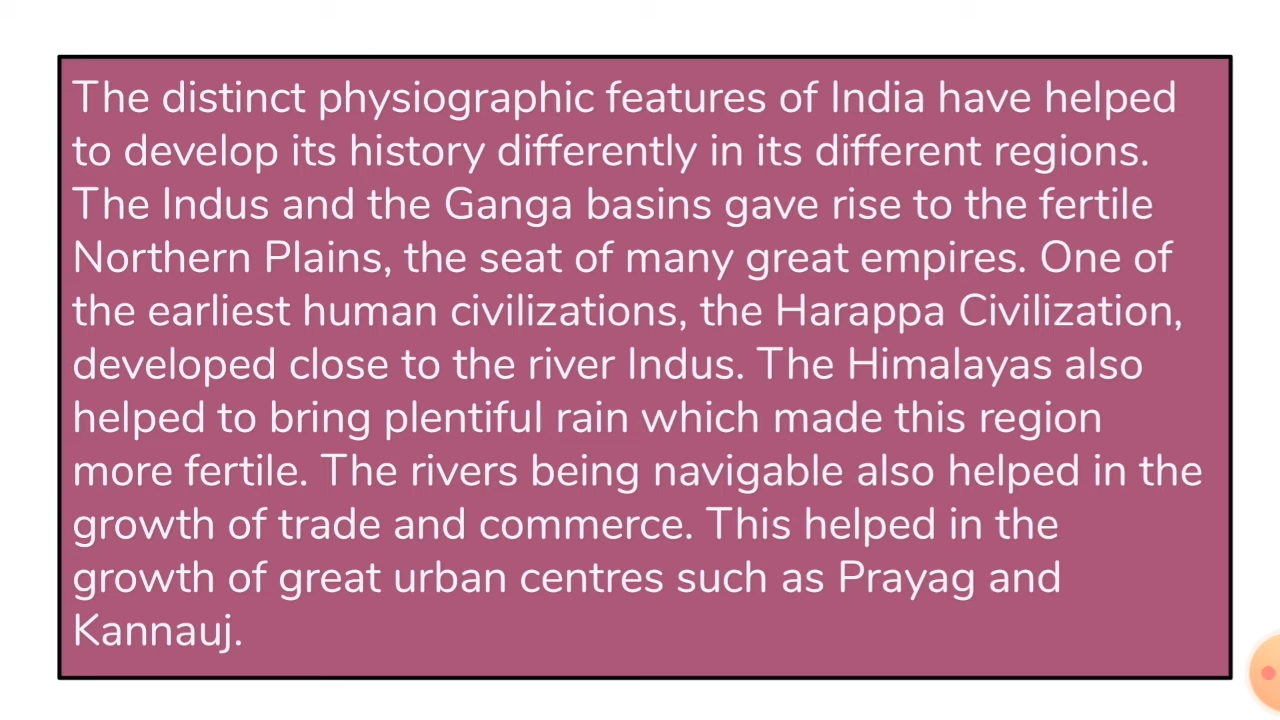 The distinct physiographic features of India have helped
to develop its history differently in its different regions.
The Indus and the Ganga basins gave rise to the fertile
Northern Plains, the seat of many great empires. One of
the earliest human civilizations, the Harappa Civilization,
developed close to the river Indus. The Himalayas also
helped to bring plentiful rain which made this region
more fertile. The rivers being navigable also helped in the
growth of trade and commerce. This helped in the
growth of great urban centres such as Prayag and
Kannauj.